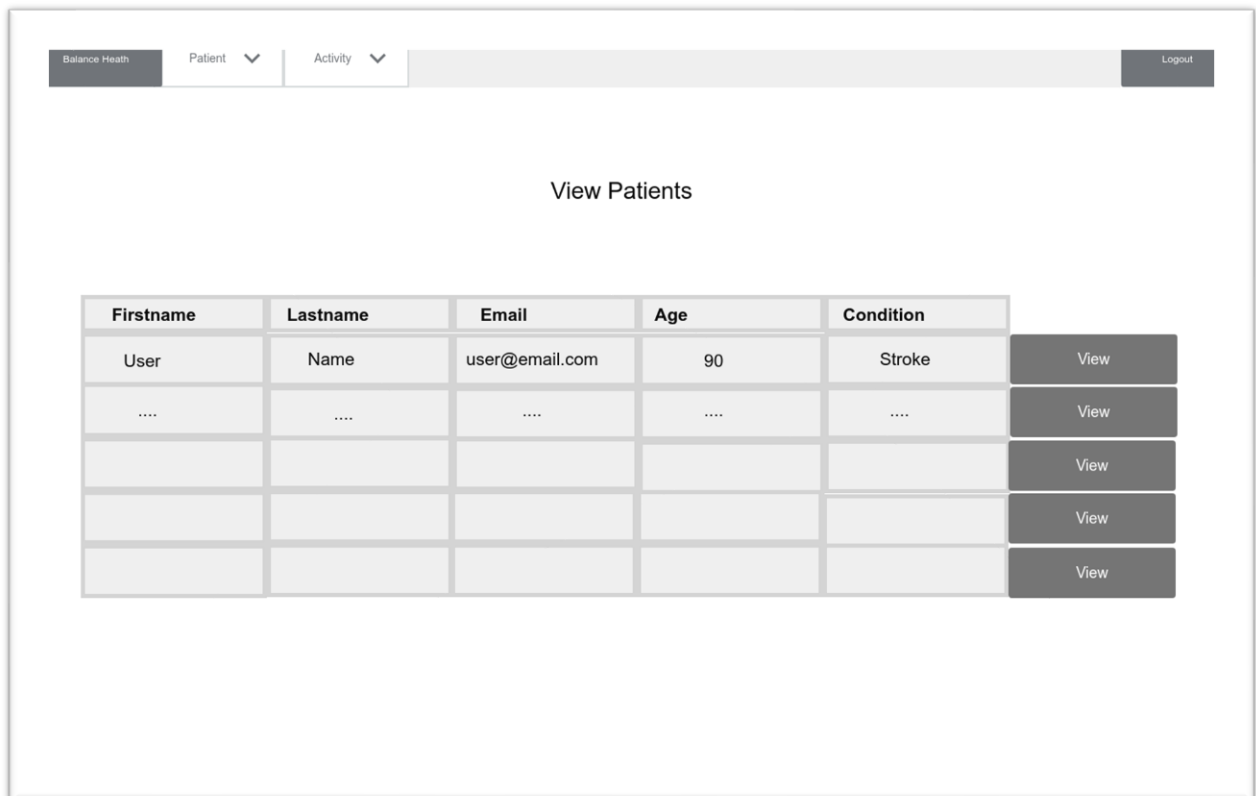 Balance Heath Patient Activity Logout
View Patients
Firstname Lastname Email Age Condition
User Name user@email.com 90 Stroke View
.... .... .... .... .... View
View
View
View